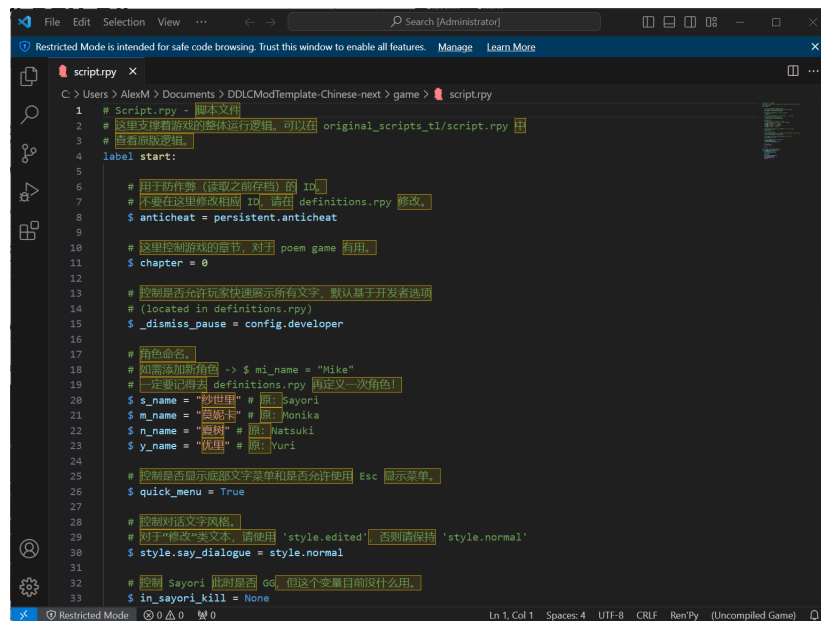 File Edit Selection View ··· Search [Administrator]
Restricted Mode is intended for safe code browsing. Trust this window to enable all features. Manage Learn More
script.rpy
C: > Users > AlexM > Documents > DDLCModTemplate-Chinese-next > game > script.rpy
1 # Script.rpy - 脚本文件
2 # 这里支撑着游戏的整体运行逻辑。可以在 original_scripts_tl/script.rpy 中
3 # 查看原版逻辑。
4 label start:
5
6 # 用于防作弊（读取之前存档）的 ID。
7 # 不要在这里修改相应 ID，请在 definitions.rpy 修改。
8 $ anticheat = persistent.anticheat
9
10 # 这里控制游戏的章节，对于 poem game 有用。
11 $ chapter = 0
12
13 # 控制是否允许玩家快速展示所有文字，默认基于开发者选项
14 # (located in definitions.rpy)
15 $ _dismiss_pause = config.developer
16
17 # 角色命名。
18 # 如需添加新角色 -> $ mi_name = "Mike"
19 # 一定要记得去 definitions.rpy 再定义一次角色！
20 $ s_name = "纱世里" # 原：Sayori
21 $ m_name = "莫妮卡" # 原：Monika
22 $ n_name = "夏树" # 原：Natsuki
23 $ y_name = "优里" # 原：Yuri
24
25 # 控制是否显示底部文字菜单和是否允许使用 Esc 显示菜单。
26 $ quick_menu = True
27
28 # 控制对话文字风格。
29 # 对于“修改”类文本，请使用 'style.edited'，否则请保持 'style.normal'
30 $ style.say_dialogue = style.normal
31
32 # 控制 Sayori 此时是否 GG，但这个变量目前没什么用。
33 $ in_sayori_kill = None
Restricted Mode 0 0 0 Ln 1, Col 1 Spaces: 4 UTF-8 CRLF Ren'Py (Uncompiled Game)